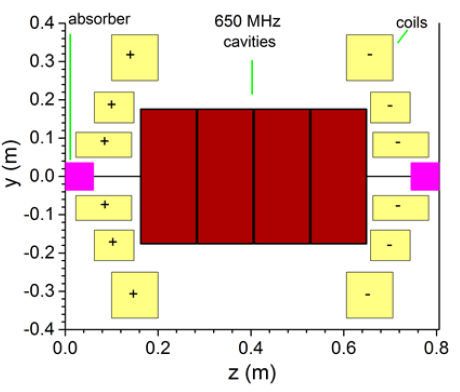 absorber
650 MHz
cavities
coils
y (m)
0.4
0.3
0.2
0.1
0.0
-0.1
-0.2
-0.3
-0.4
+ -
+ -
+ -
+ -
+ -
+ -
0.0 0.2 0.4 0.6 0.8
z (m)